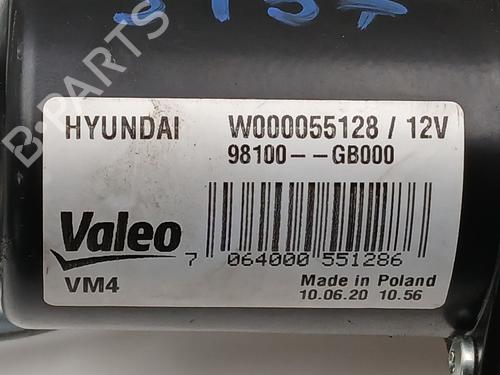 HYUNDAI W000055128 / 12V
98100--GB000
Valeo
7 064000 551286
VM4 Made in Poland
10.06.20 10.56
B-Parts